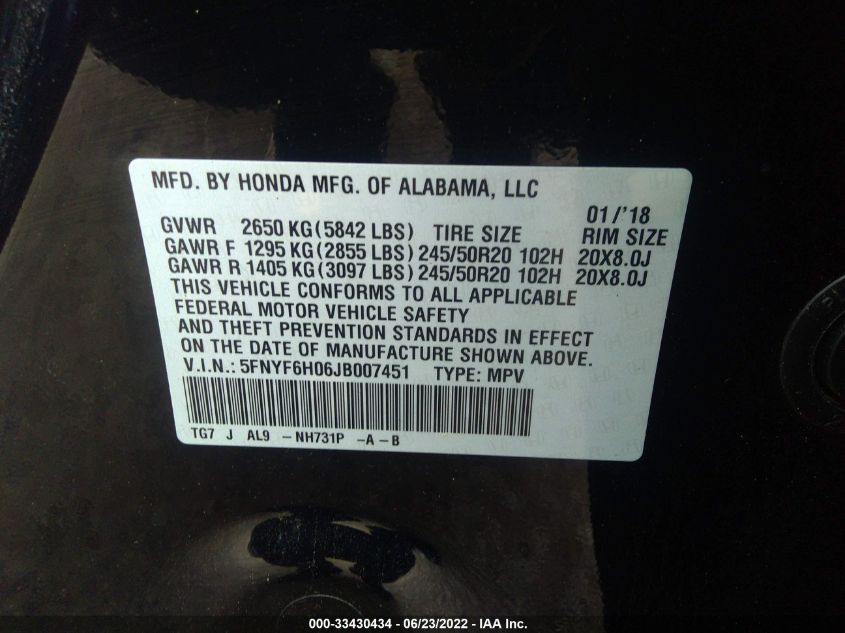 MFD. BY HONDA MFG. OF ALABAMA, LLC
01/'18
GVWR 2650 KG(5842 LBS) TIRE SIZE RIM SIZE
GAWR F 1295 KG(2855 LBS)245/50R20 102H 20X8.0J
GAWR R 1405 KG(3097 LBS)245/50R20 102H 20X8.0J
THIS VEHICLE CONFORMS TO ALL APPLICABLE
FEDERAL MOTOR VEHICLE SAFETY
AND THEFT PREVENTION STANDARDS IN EFFECT
ON THE DATE OF MANUFACTURE SHOWN ABOVE.
V.I.N.: 5FNYF6H06JB007451 TYPE: MPV
TG7 J AL9 -NH731P -A-B
000-33430434 - 06/23/2022 - IAA Inc.